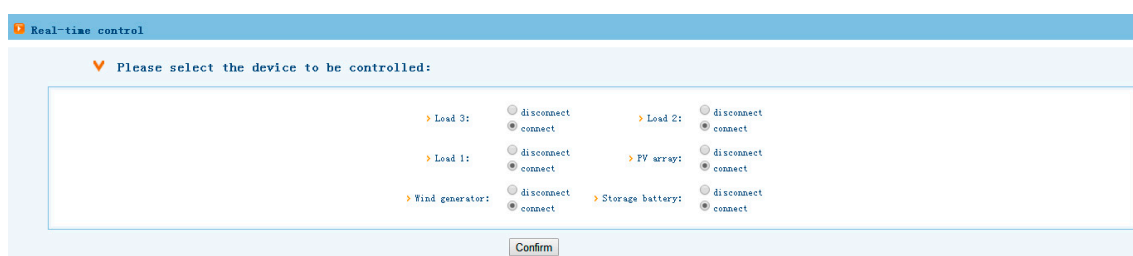 Real-time control
Please select the device to be controlled:
Load 3: disconnect Load 2: disconnect
connect connect
Load 1: disconnect PV array: disconnect
connect connect
Wind generator: disconnect Storage battery: disconnect
connect connect
Confirm